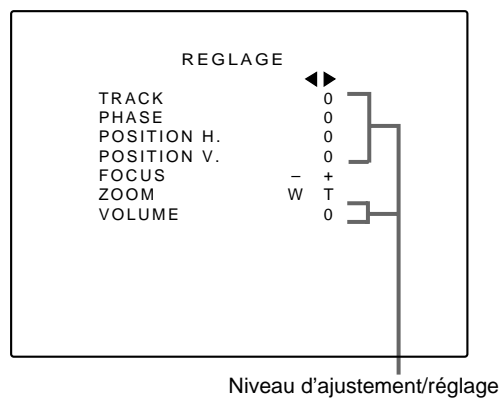 REGLAGE
◀ ▶
TRACK 0
PHASE 0
POSITION H. 0
POSITION V. 0
FOCUS – +
ZOOM W T
VOLUME 0
Niveau d'ajustement/réglage